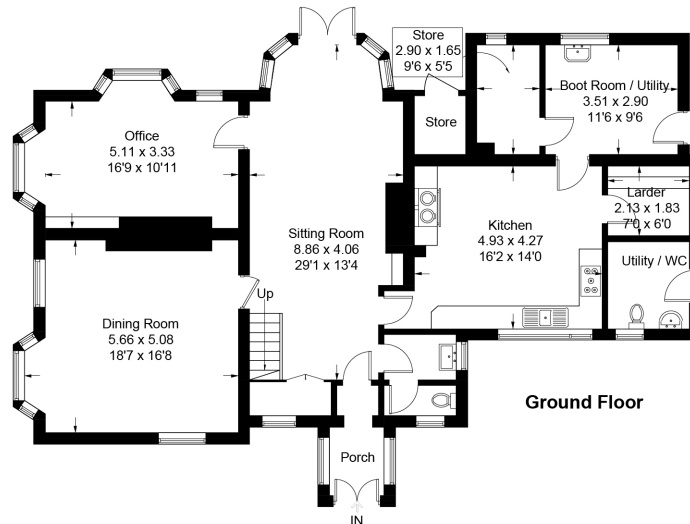 Store
2.90 x 1.65
9'6 x 5'5
Boot Room / Utility
3.51 x 2.90
11'6 x 9'6
Office
5.11 x 3.33
16'9 x 10'11
Store
Larder
2.13 x 1.83
7'0 x 6'0
Kitchen
4.93 x 4.27
16'2 x 14'0
Sitting Room
8.86 x 4.06
29'1 x 13'4
Utility / WC
Up
Dining Room
5.66 x 5.08
18'7 x 16'8
Ground Floor
Porch
IN